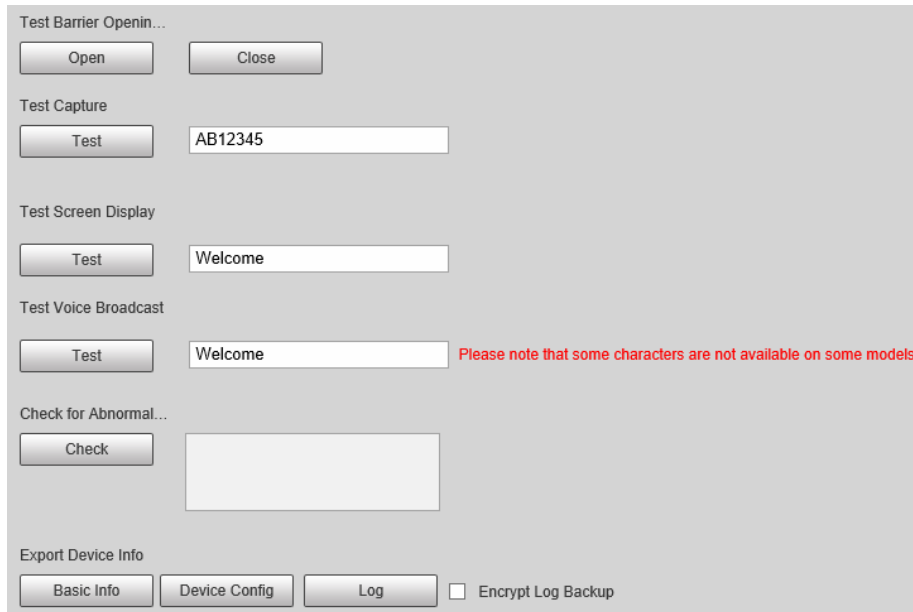 Test Barrier Openin...
Open Close
Test Capture
Test AB12345
Test Screen Display
Test Welcome
Test Voice Broadcast
Test Welcome Please note that some characters are not available on some models
Check for Abnormal...
Check
Export Device Info
Basic Info Device Config Log Encrypt Log Backup